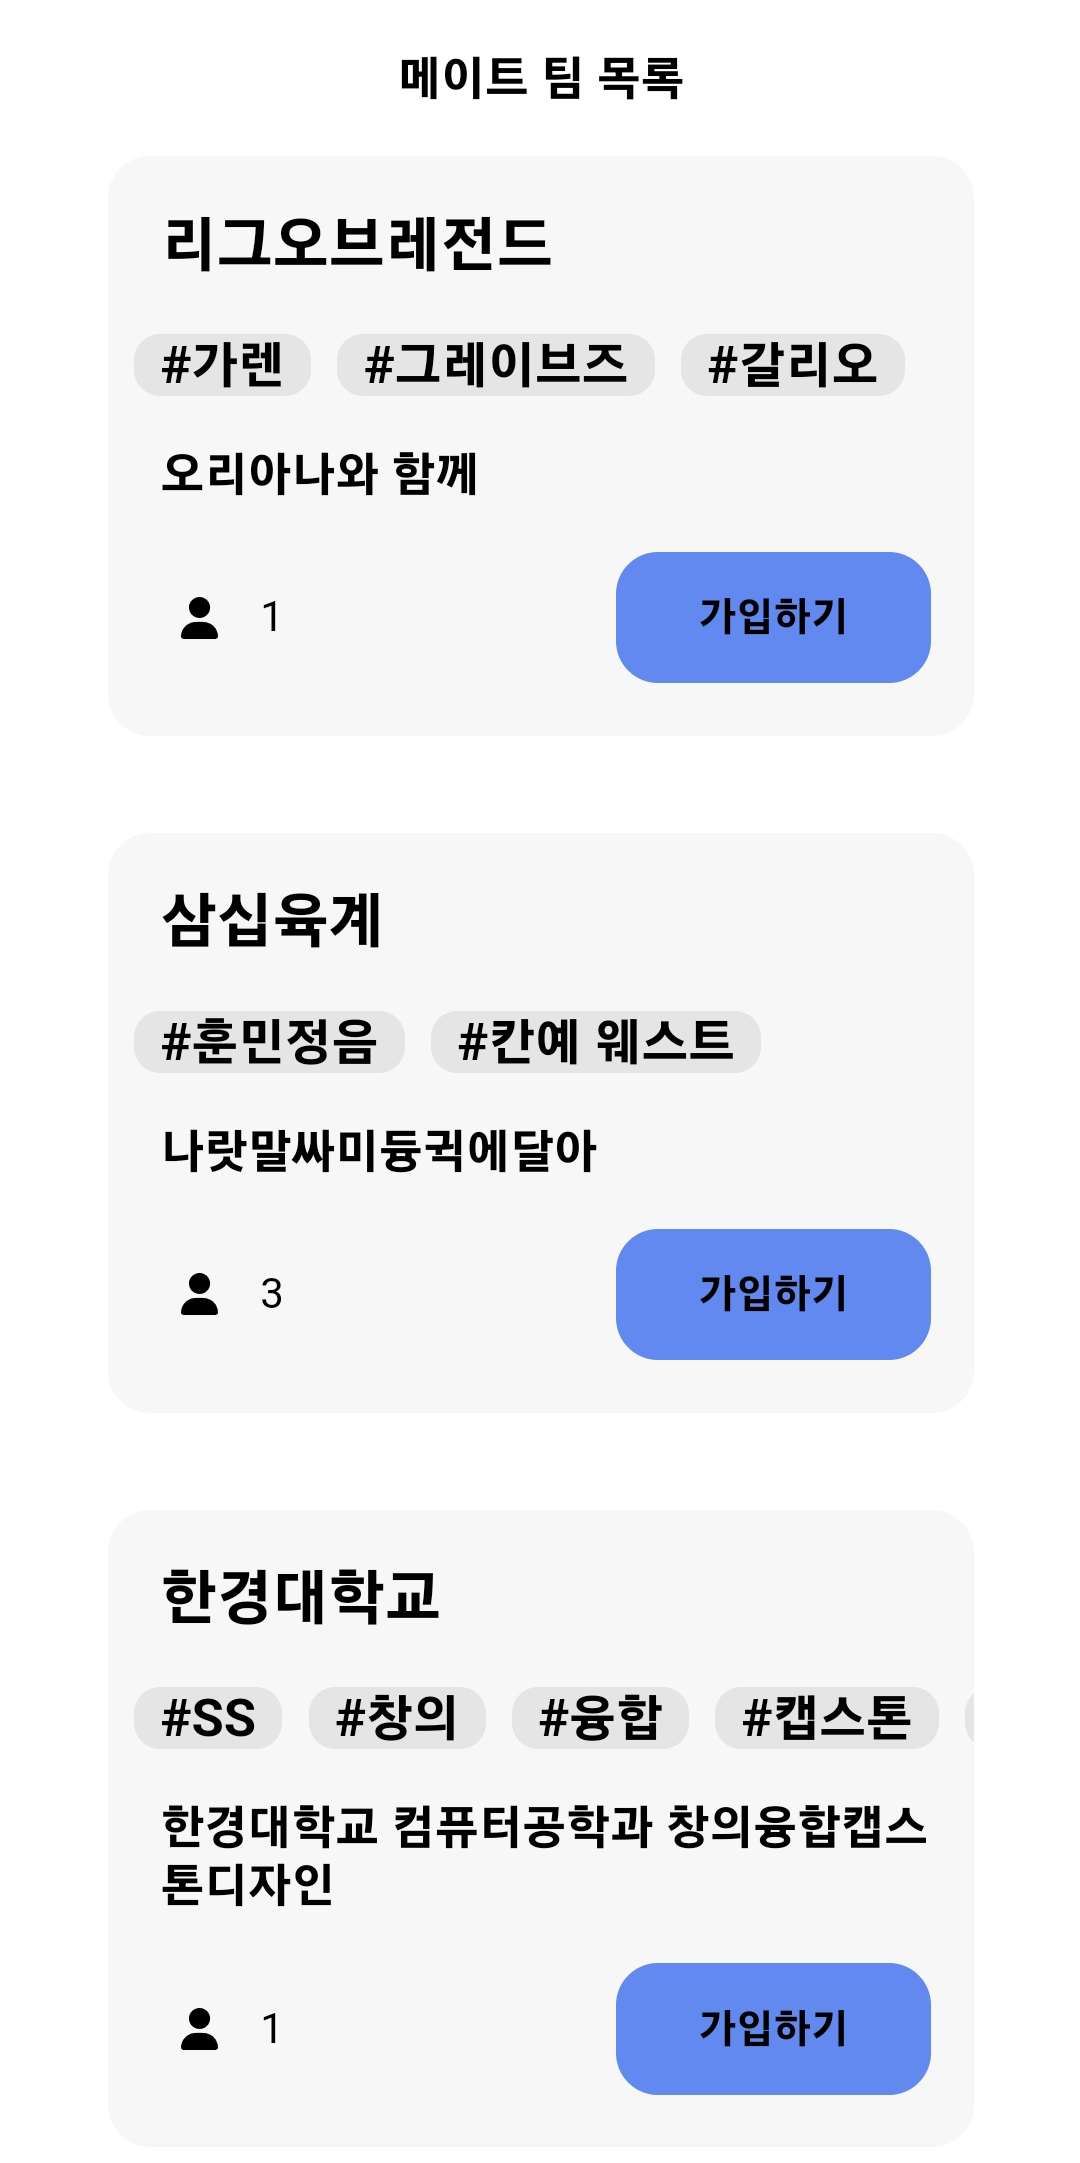 메이트 팀 목록
리그오브레전드
#가렌 #그레이브즈 #갈리오
오리아나와 함께
1 가입하기
삼십육계
#훈민정음 #칸예 웨스트
나랏말싸미듕귁에달아
3 가입하기
한경대학교
#SS #창의 #융합 #캡스톤
한경대학교 컴퓨터공학과 창의융합캡스
톤디자인
1 가입하기